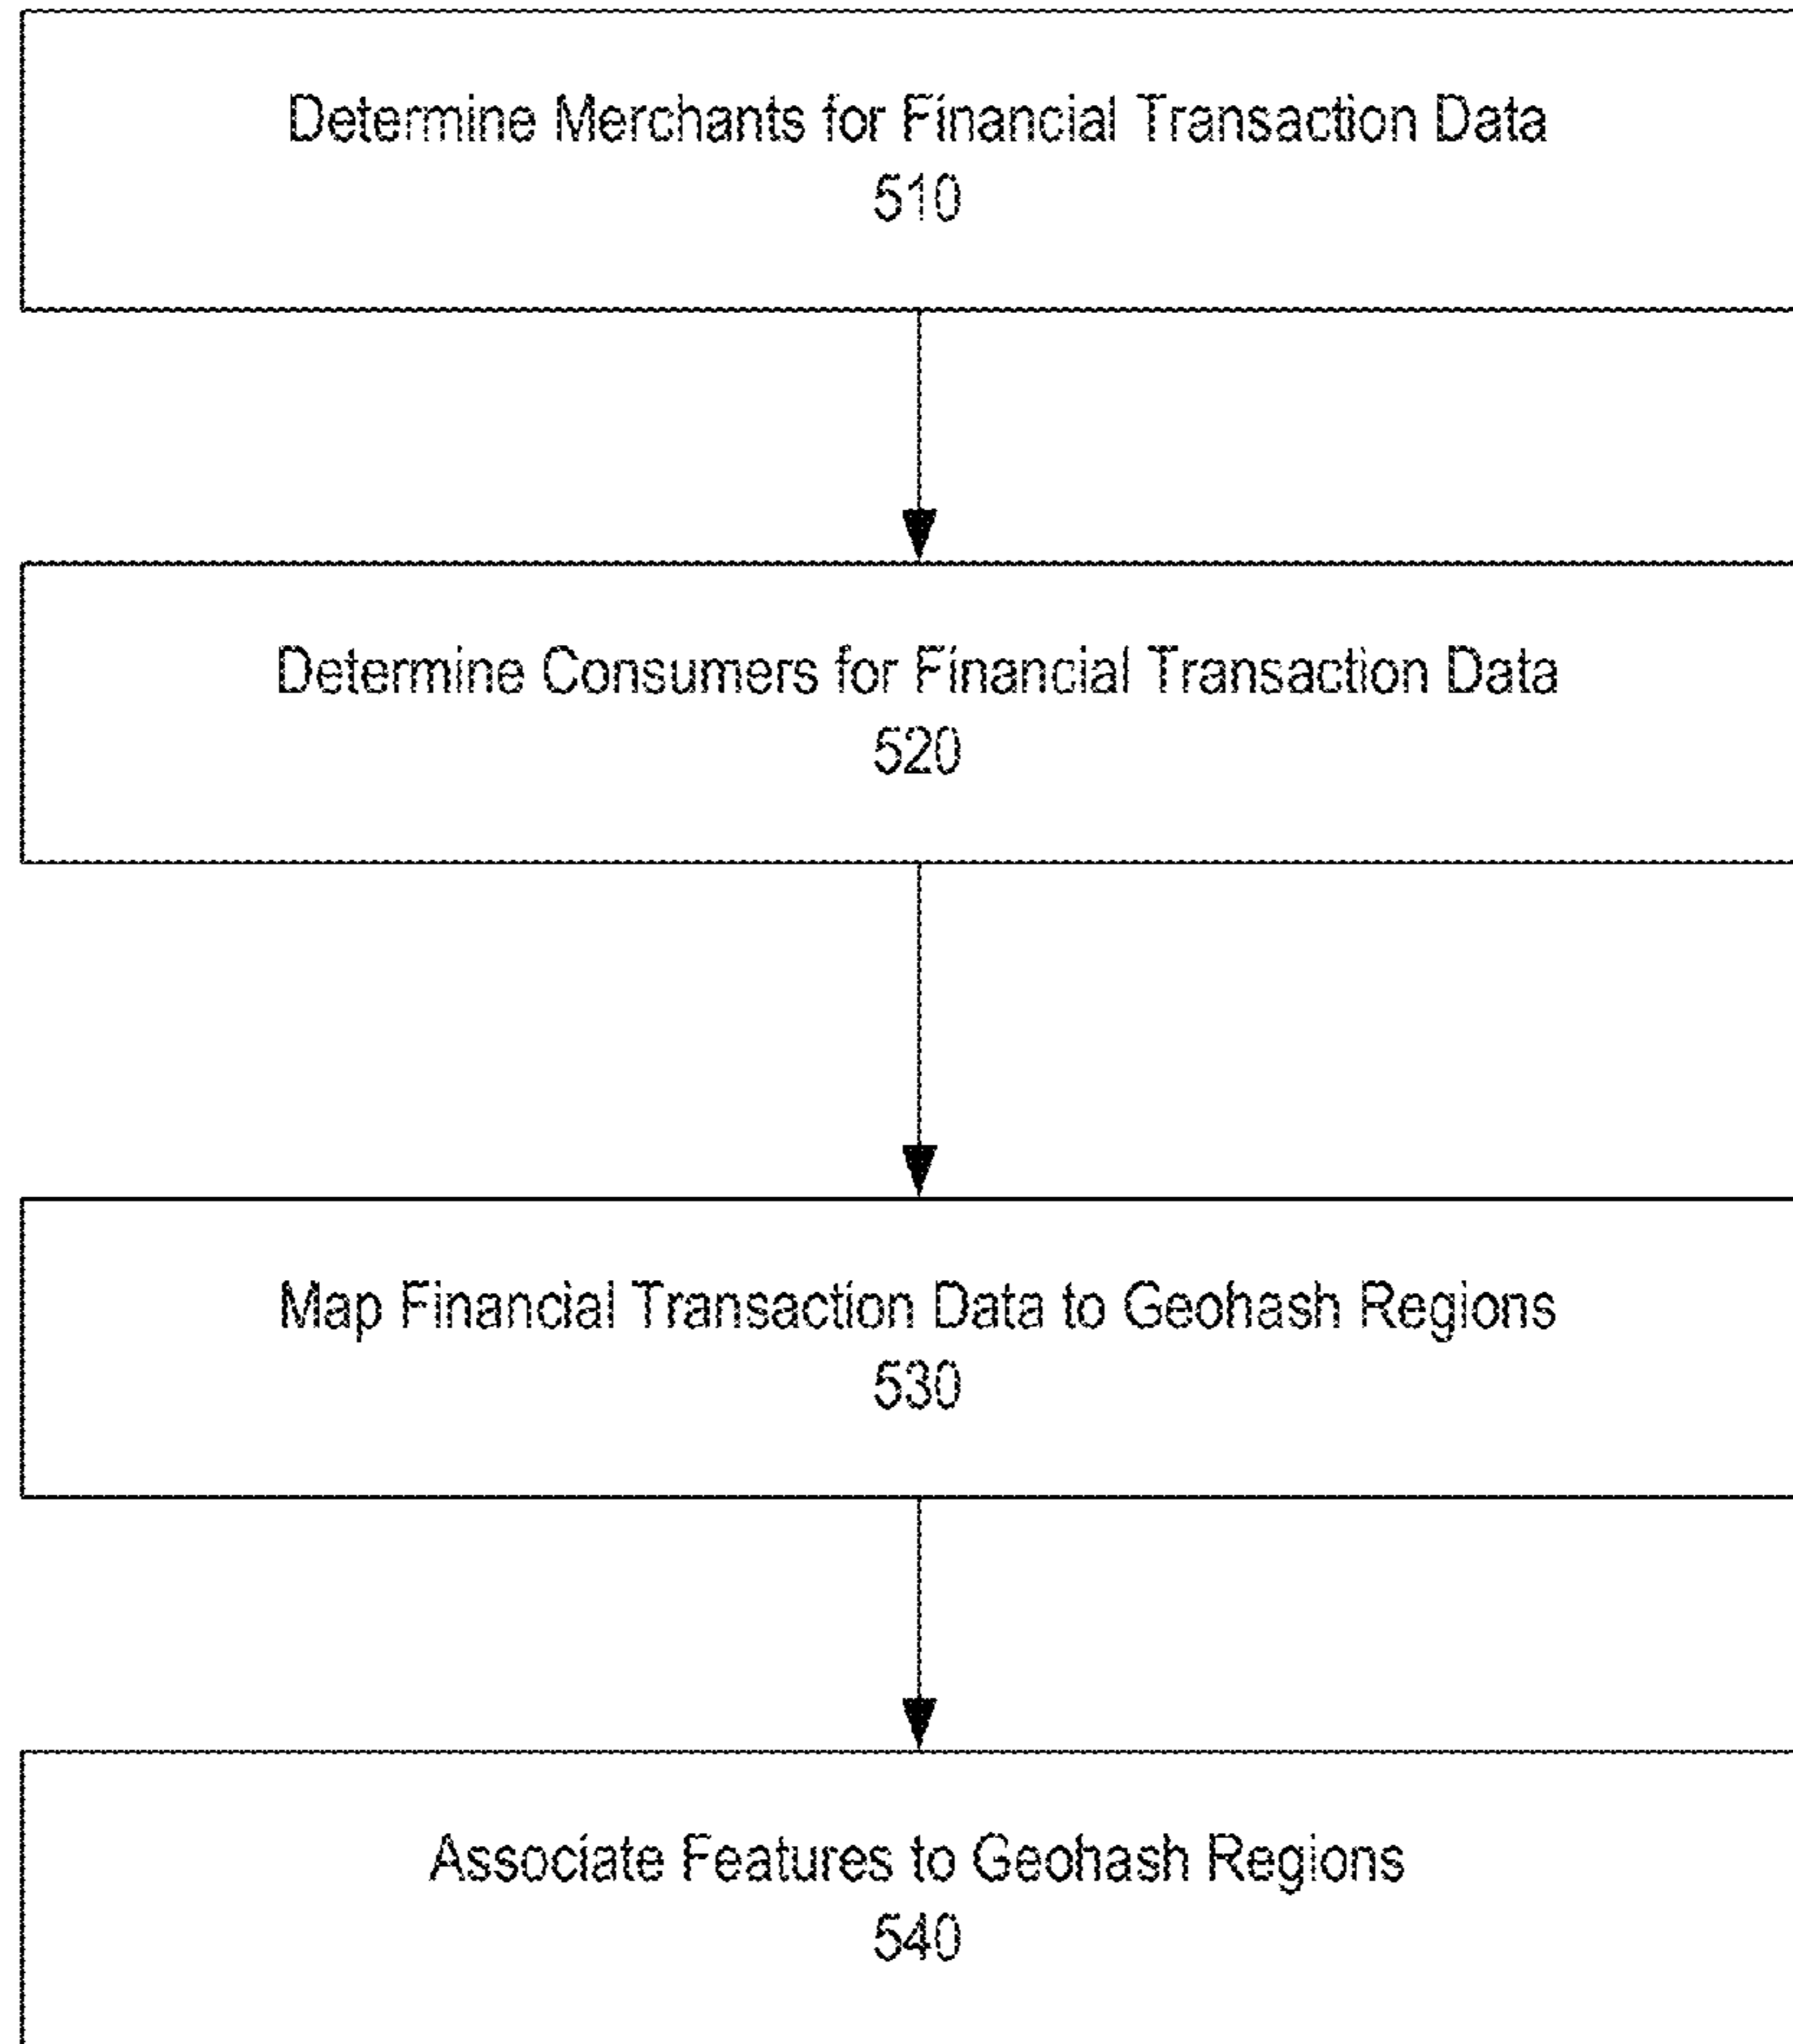 Determine Merchants for Financial Transaction Data
510
Determine Consumers for Financial Transaction Data
520
Map Financial Transaction Data to Geohash Regions
530
Associate Features to Geohash Regions
540